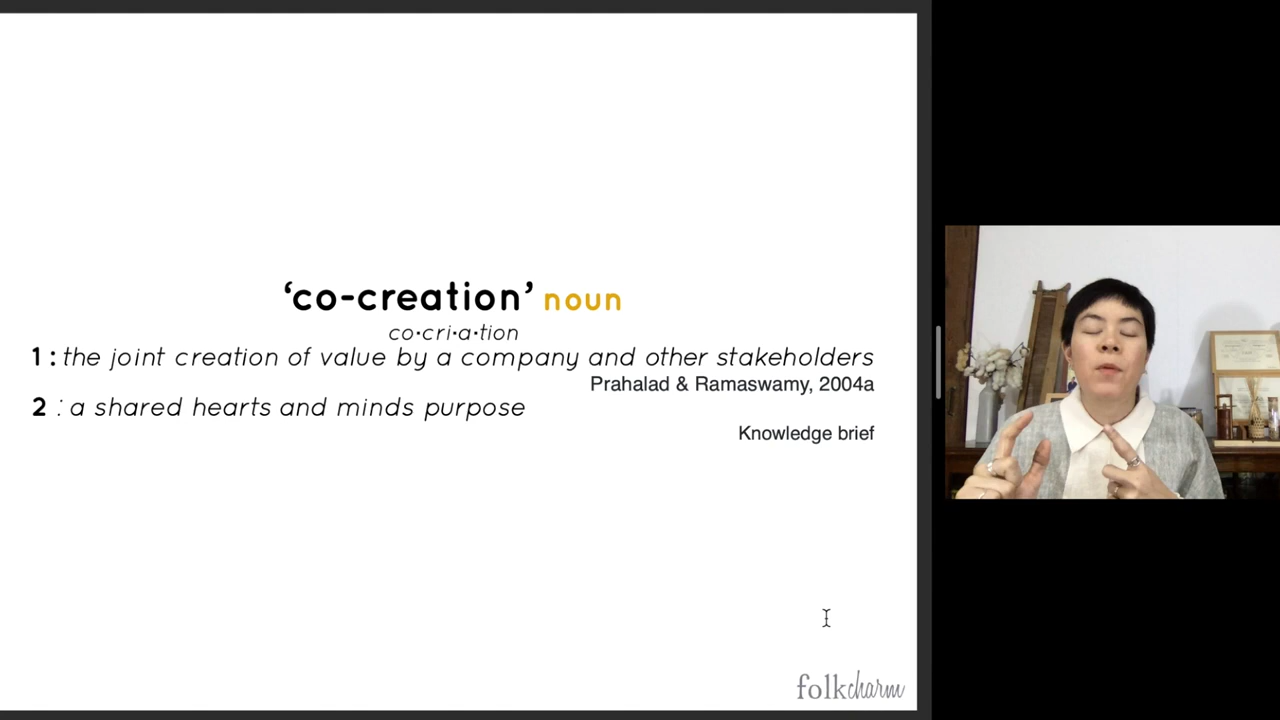 ‘co-creation’ noun
co•cri•a•tion
1 : the joint creation of value by a company and other stakeholders
Prahalad & Ramaswamy, 2004a
2 : a shared hearts and minds purpose
Knowledge brief
folkcharm